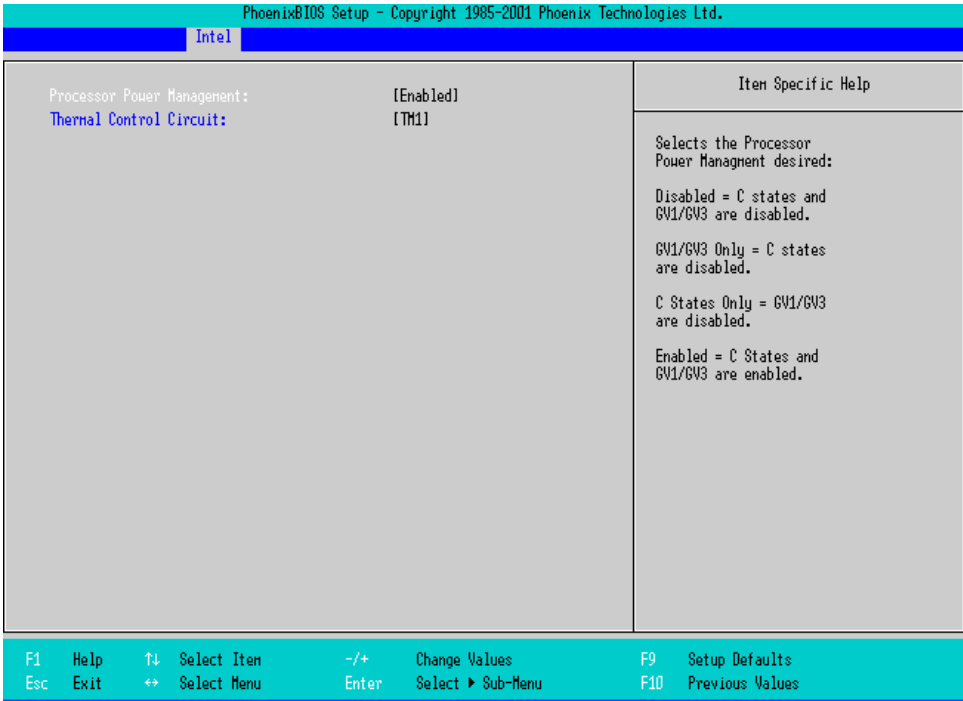 PhoenixBIOS Setup - Copyright 1985-2001 Phoenix Technologies Ltd.
Intel
Processor Power Management: [Enabled]
Thermal Control Circuit: [TM1]
Item Specific Help
Selects the Processor
Power Managment desired:
Disabled = C states and
GV1/GV3 are disabled.
GV1/GV3 Only = C states
are disabled.
C States Only = GV1/GV3
are disabled.
Enabled = C States and
GV1/GV3 are enabled.
F1 Help ↑↓ Select Item -/+ Change Values F9 Setup Defaults
Esc Exit ↔ Select Menu Enter Select ▶ Sub-Menu F10 Previous Values